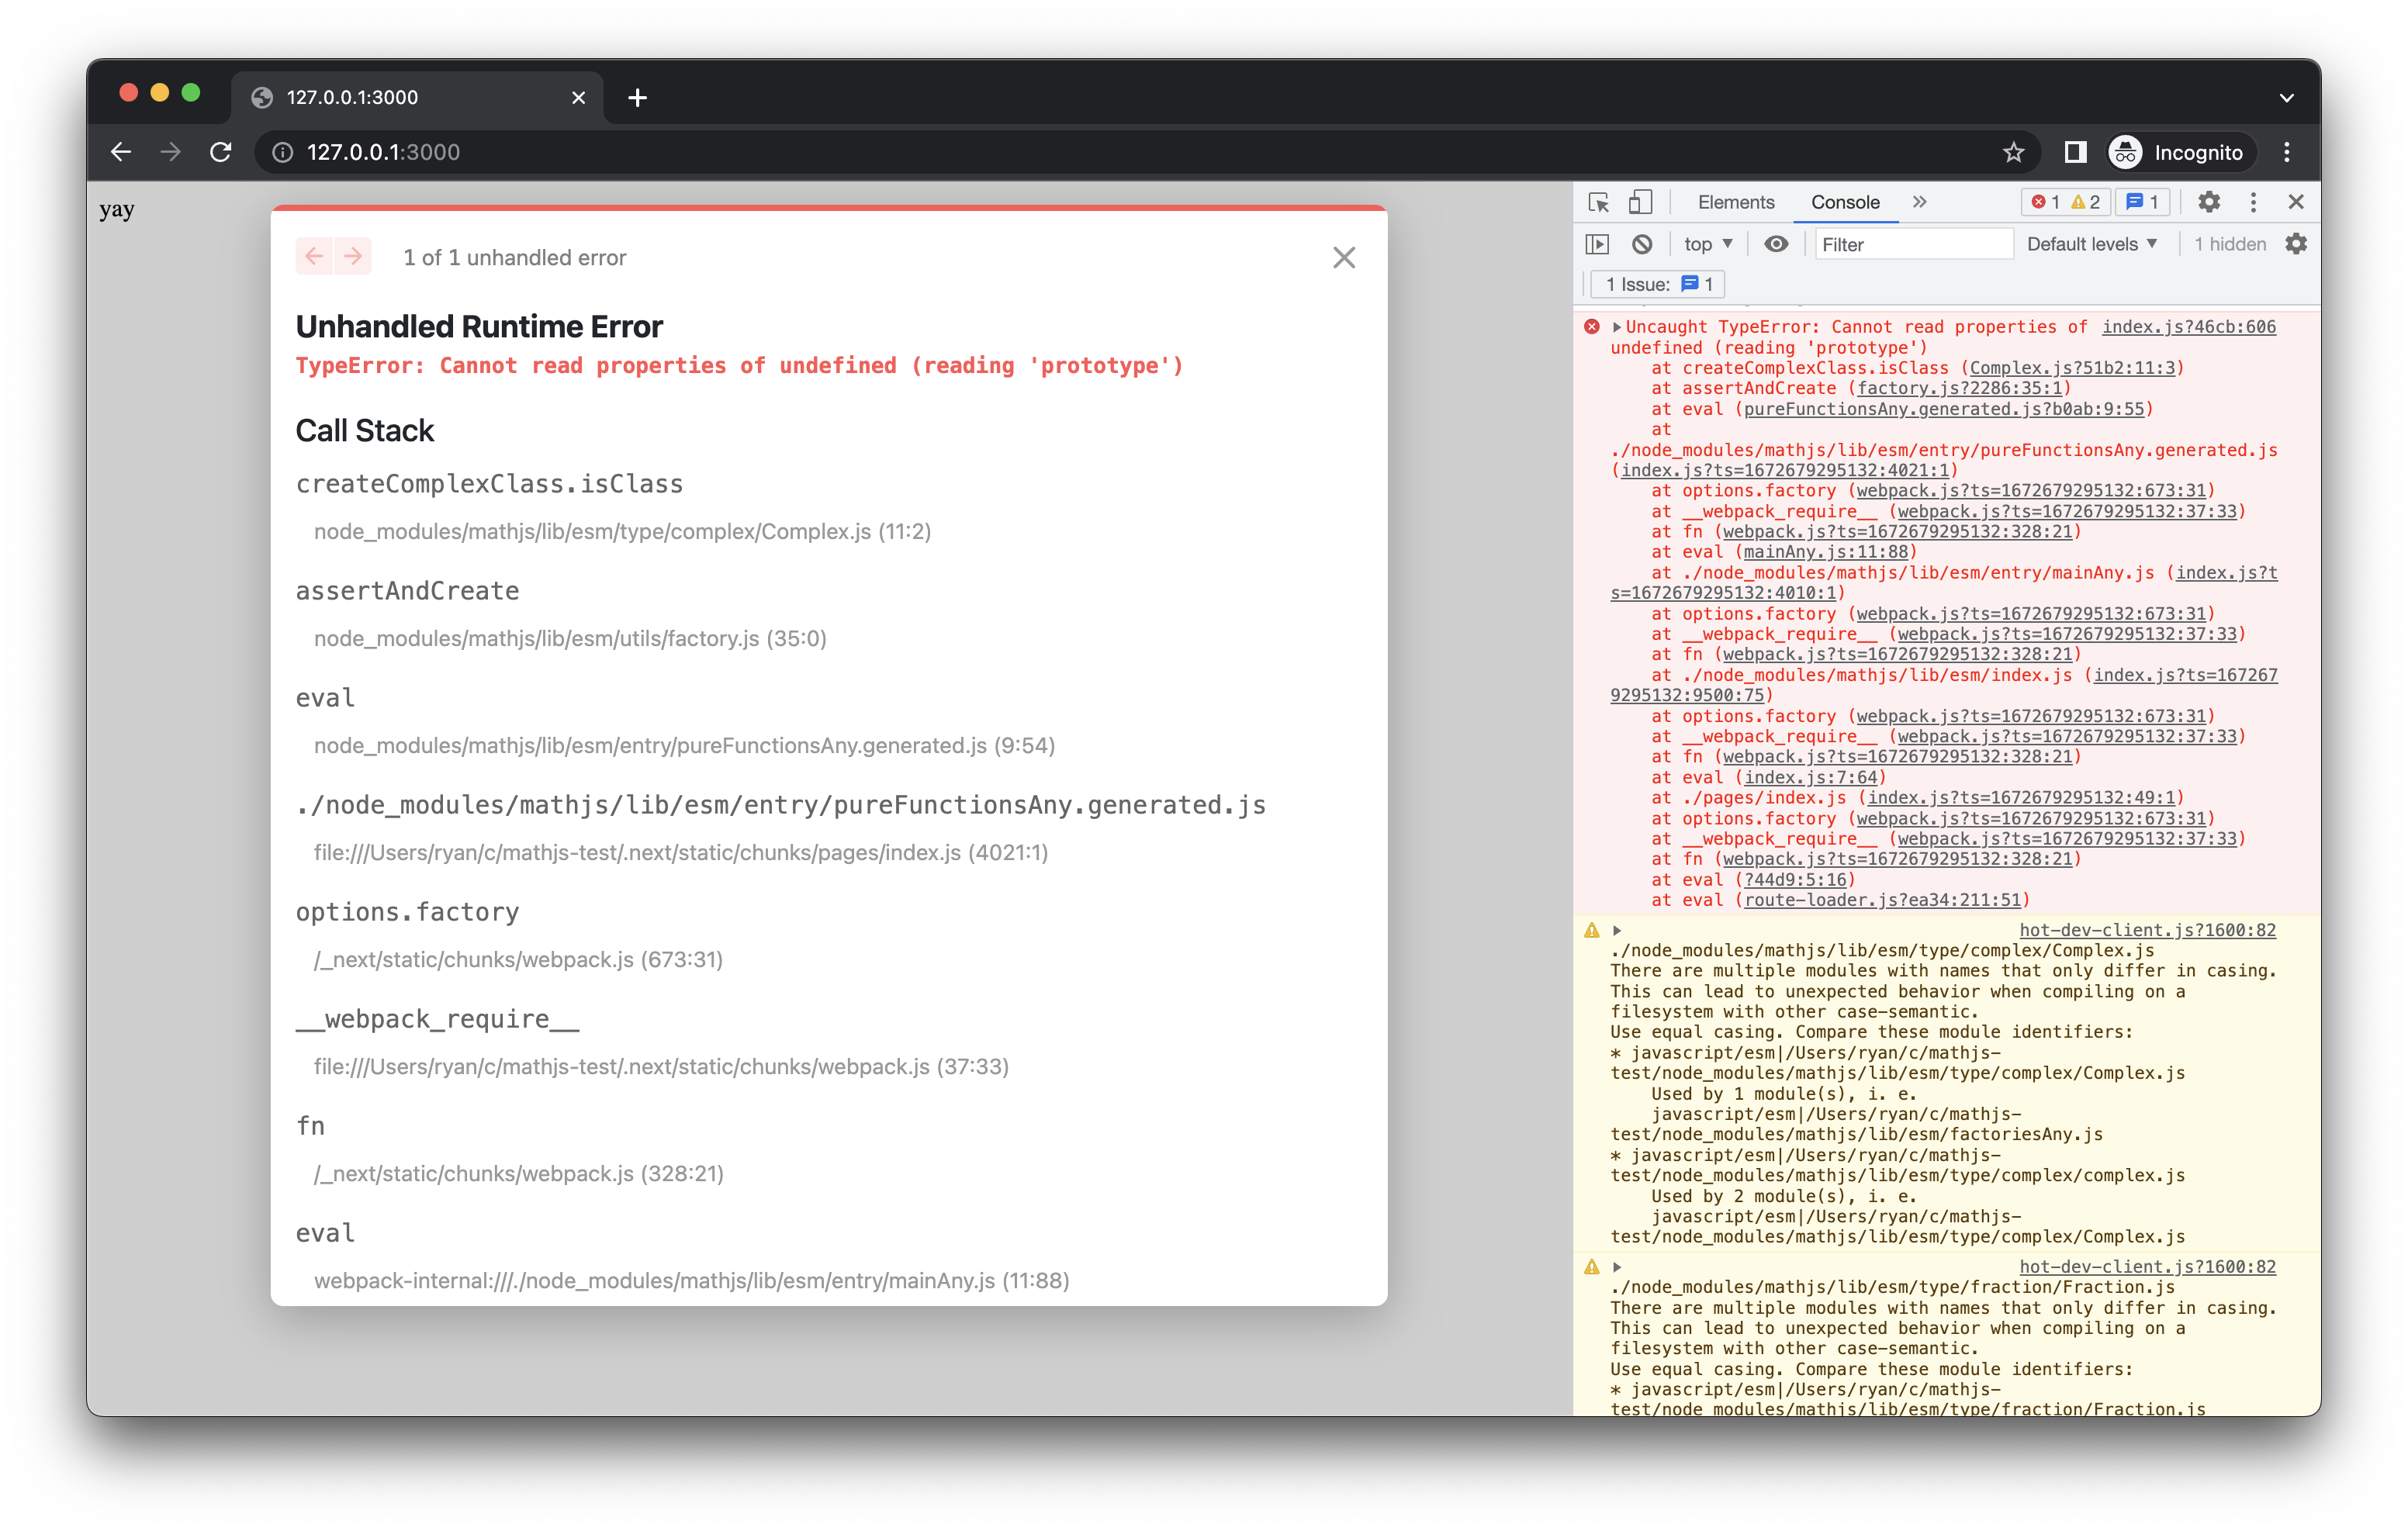 127.0.0.1:3000
127.0.0.1:3000
Incognito
yay
1 of 1 unhandled error
Unhandled Runtime Error
TypeError: Cannot read properties of undefined (reading 'prototype')
Call Stack
createComplexClass.isClass
node_modules/mathjs/lib/esm/type/complex/Complex.js (11:2)
assertAndCreate
node_modules/mathjs/lib/esm/utils/factory.js (35:0)
eval
node_modules/mathjs/lib/esm/entry/pureFunctionsAny.generated.js (9:54)
./node_modules/mathjs/lib/esm/entry/pureFunctionsAny.generated.js
file:///Users/ryan/c/mathjs-test/.next/static/chunks/pages/index.js (4021:1)
options.factory
/_next/static/chunks/webpack.js (673:31)
__webpack_require__
file:///Users/ryan/c/mathjs-test/.next/static/chunks/webpack.js (37:33)
fn
/_next/static/chunks/webpack.js (328:21)
eval
webpack-internal:///./node_modules/mathjs/lib/esm/entry/mainAny.js (11:88)
Elements Console 1 2 1
top Filter Default levels 1 hidden
1 Issue: 1
Uncaught TypeError: Cannot read properties of index.js?46cb:606
undefined (reading 'prototype')
at createComplexClass.isClass (Complex.js?51b2:11:3)
at assertAndCreate (factory.js?2286:35:1)
at eval (pureFunctionsAny.generated.js?b0ab:9:55)
at
./node_modules/mathjs/lib/esm/entry/pureFunctionsAny.generated.js
(index.js?ts=1672679295132:4021:1)
at options.factory (webpack.js?ts=1672679295132:673:31)
at __webpack_require__ (webpack.js?ts=1672679295132:37:33)
at fn (webpack.js?ts=1672679295132:328:21)
at eval (mainAny.js:11:88)
at ./node_modules/mathjs/lib/esm/entry/mainAny.js (index.js?t
s=1672679295132:4010:1)
at options.factory (webpack.js?ts=1672679295132:673:31)
at __webpack_require__ (webpack.js?ts=1672679295132:37:33)
at fn (webpack.js?ts=1672679295132:328:21)
at ./node_modules/mathjs/lib/esm/index.js (index.js?ts=167267
9295132:9500:75)
at options.factory (webpack.js?ts=1672679295132:673:31)
at __webpack_require__ (webpack.js?ts=1672679295132:37:33)
at fn (webpack.js?ts=1672679295132:328:21)
at eval (index.js:7:64)
at ./pages/index.js (index.js?ts=1672679295132:49:1)
at options.factory (webpack.js?ts=1672679295132:673:31)
at __webpack_require__ (webpack.js?ts=1672679295132:37:33)
at fn (webpack.js?ts=1672679295132:328:21)
at eval (?44d9:5:16)
at eval (route-loader.js?ea34:211:51)
hot-dev-client.js?1600:82
./node_modules/mathjs/lib/esm/type/complex/Complex.js
There are multiple modules with names that only differ in casing.
This can lead to unexpected behavior when compiling on a
filesystem with other case-semantic.
Use equal casing. Compare these module identifiers:
* javascript/esm|/Users/ryan/c/mathjs-
test/node_modules/mathjs/lib/esm/type/complex/Complex.js
Used by 1 module(s), i. e.
javascript/esm|/Users/ryan/c/mathjs-
test/node_modules/mathjs/lib/esm/factoriesAny.js
* javascript/esm|/Users/ryan/c/mathjs-
test/node_modules/mathjs/lib/esm/type/complex/complex.js
Used by 2 module(s), i. e.
javascript/esm|/Users/ryan/c/mathjs-
test/node_modules/mathjs/lib/esm/type/complex/Complex.js
hot-dev-client.js?1600:82
./node_modules/mathjs/lib/esm/type/fraction/Fraction.js
There are multiple modules with names that only differ in casing.
This can lead to unexpected behavior when compiling on a
filesystem with other case-semantic.
Use equal casing. Compare these module identifiers:
* javascript/esm|/Users/ryan/c/mathjs-
test/node_modules/mathjs/lib/esm/type/fraction/Fraction.js